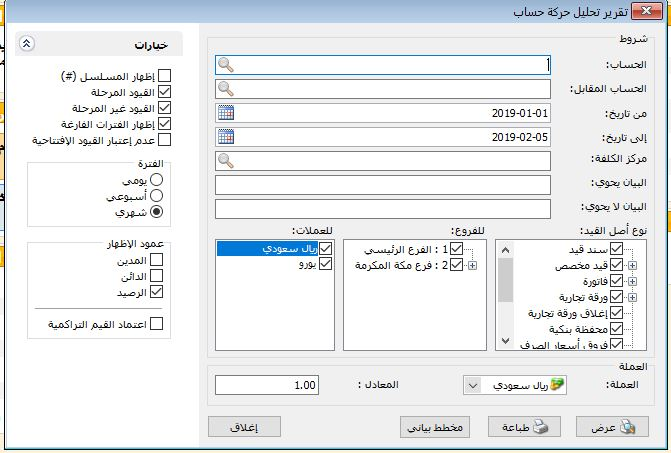 تقرير تحليل حركة حساب
شروط
الحساب:
الحساب المقابل:
من تاريخ: 2019-01-01
إلى تاريخ: 2019-02-05
مركز الكلفة:
البيان يحوي:
البيان لا يحوي:
نوع أصل القيد:
سند قيد
قيد مخصص
فاتورة
ورقة تجارية
إغلاق ورقة تجارية
محفظة بنكية
فروق أسعار الصرف
للفروع:
1 : الفرع الرئيسي
2 : فرع مكة المكرمة
للعملات:
ريال سعودي
يورو
العملة
العملة: ريال سعودي المعادل : 1.00
عرض طباعة مخطط بياني إغلاق
خيارات
إظهار المسلسل (#)
القيود المرحلة
القيود غير المرحلة
إظهار الفترات الفارغة
عدم إعتبار القيود الإفتتاحية
الفترة
يومي
أسبوعي
شهري
عمود الإظهار
المدين
الدائن
الرصيد
اعتماد القيم التراكمية